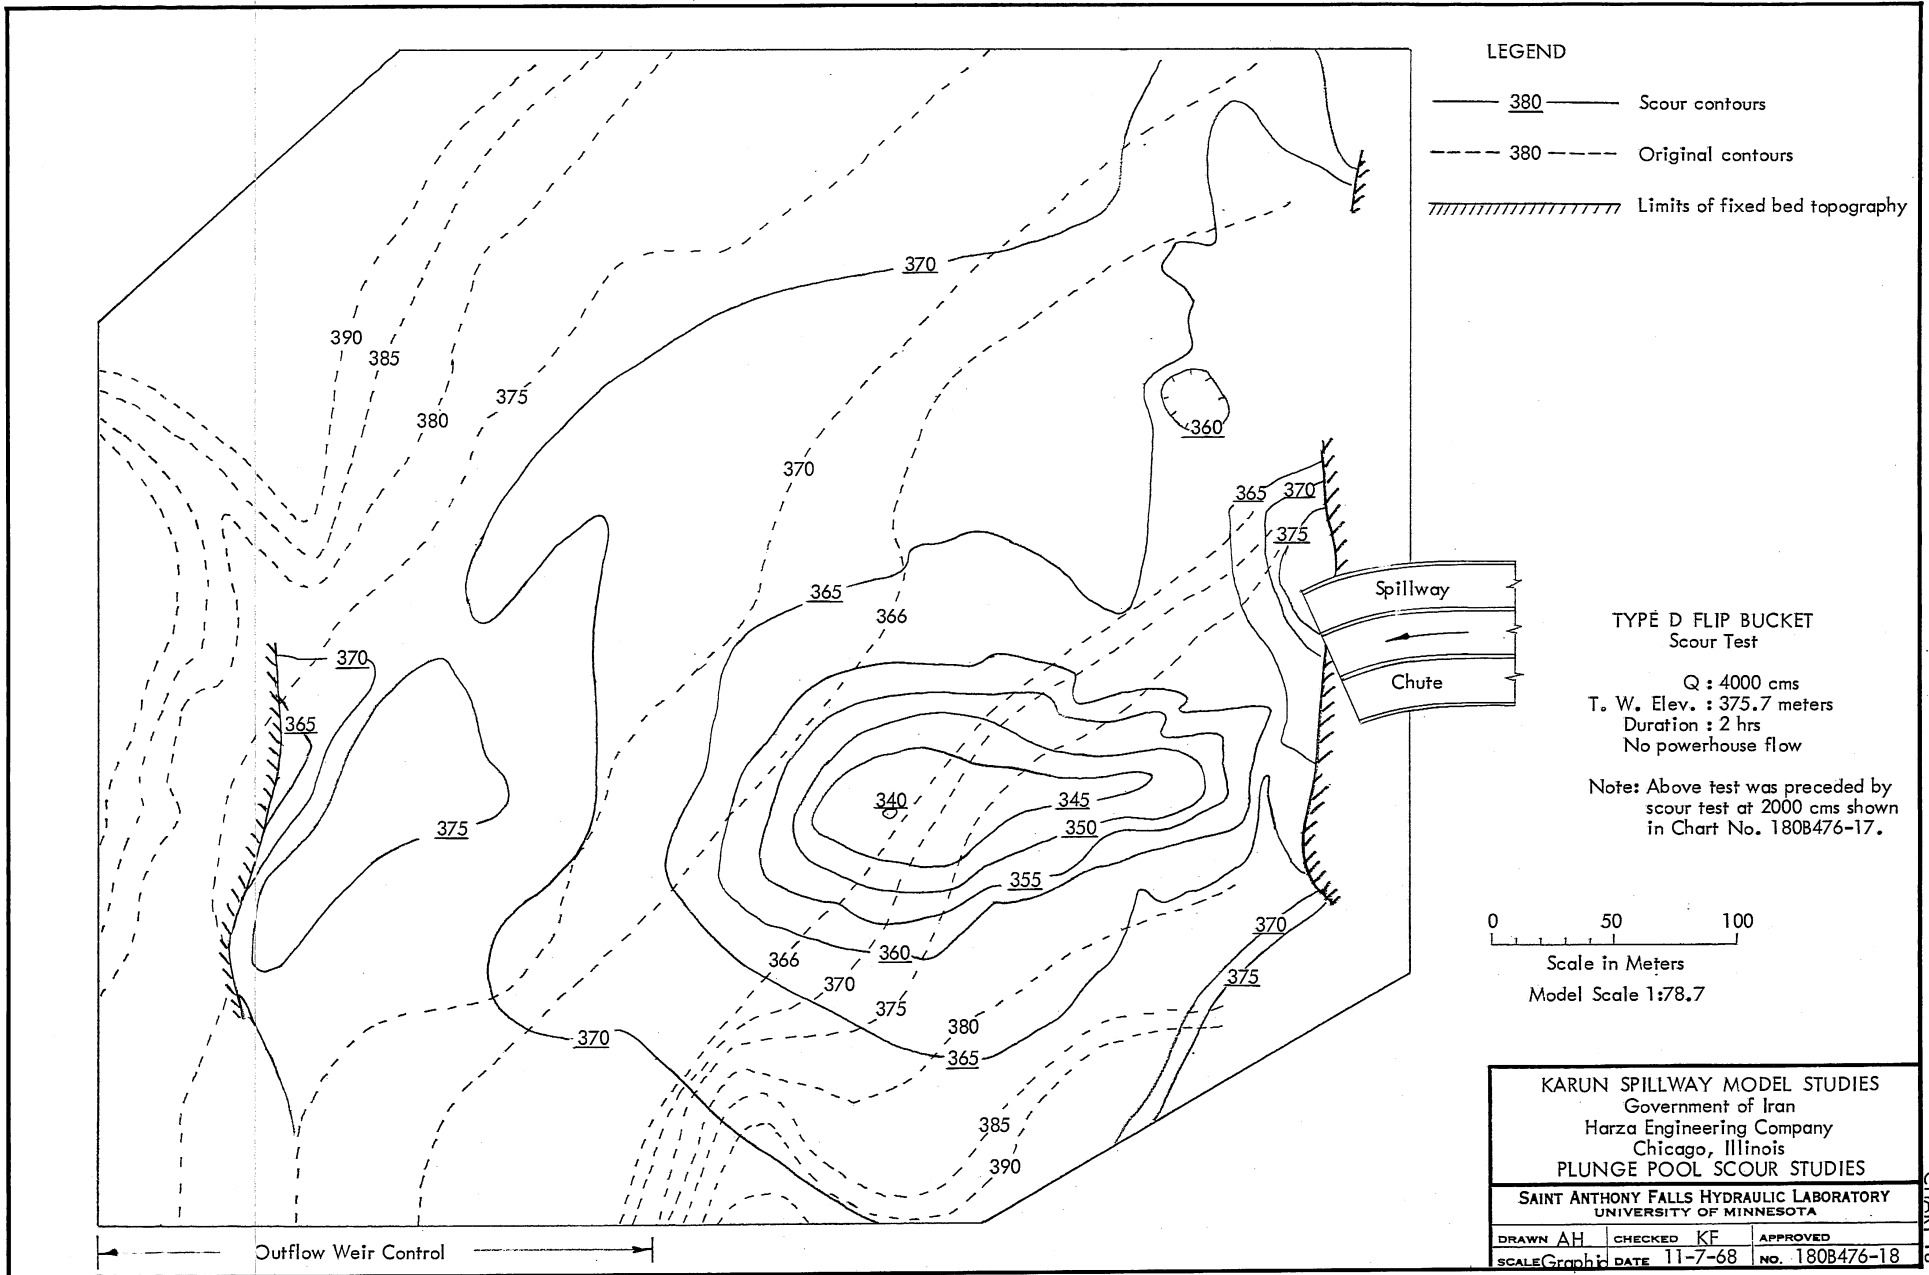 LEGEND
380 Scour contours
380 Original contours
Limits of fixed bed topography
370
390
385
375
380
360
370
365 370
375
365
366
Spillway
370
Chute
365
340
345
350
375
355
370
360
366
370
375
375
380
370
365
385
390
TYPE D FLIP BUCKET
Scour Test
Q : 4000 cms
T. W. Elev. : 375.7 meters
Duration : 2 hrs
No powerhouse flow
Note: Above test was preceded by
scour test at 2000 cms shown
in Chart No. 180B476-17.
0 50 100
Scale in Meters
Model Scale 1:78.7
KARUN SPILLWAY MODEL STUDIES
Government of Iran
Harza Engineering Company
Chicago, Illinois
PLUNGE POOL SCOUR STUDIES
SAINT ANTHONY FALLS HYDRAULIC LABORATORY
UNIVERSITY OF MINNESOTA
DRAWN AH CHECKED KF APPROVED
SCALE Graphic DATE 11-7-68 NO. 180B476-18
Outflow Weir Control